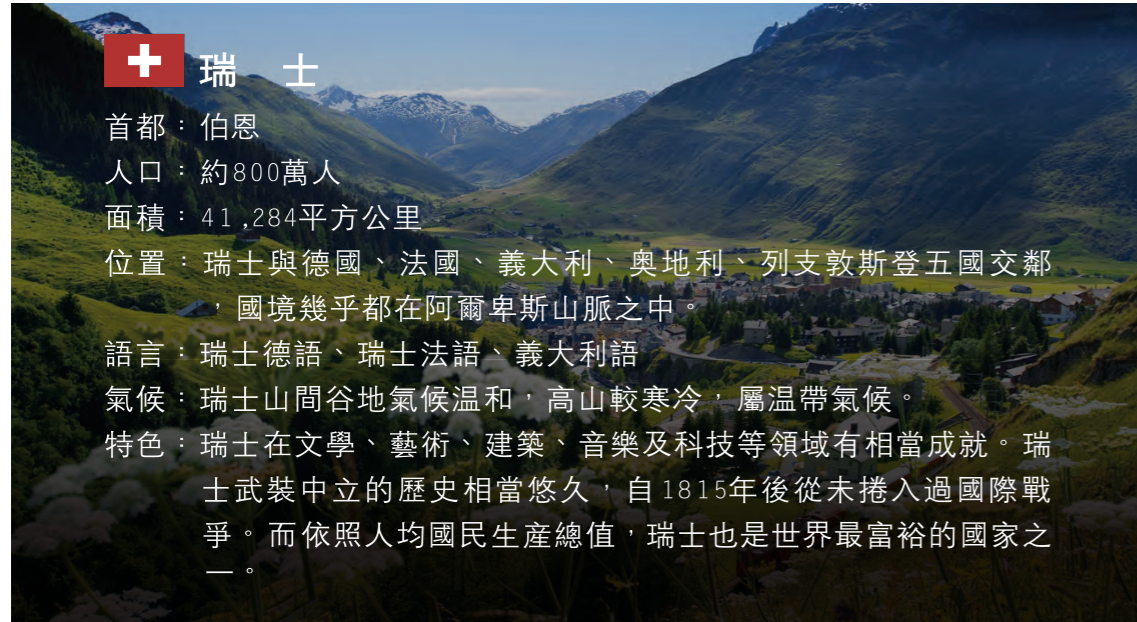 瑞　士
首都：伯恩
人口：約800萬人
面積：41,284平方公里
位置：瑞士與德國、法國、義大利、奧地利、列支敦斯登五國交鄰
，國境幾乎都在阿爾卑斯山脈之中。
語言：瑞士德語、瑞士法語、義大利語
氣候：瑞士山間谷地氣候温和，高山較寒冷，屬温帶氣候。
特色：瑞士在文學、藝術、建築、音樂及科技等領域有相當成就。瑞
士武裝中立的歷史相當悠久，自1815年後從未捲入過國際戰
爭。而依照人均國民生産總值，瑞士也是世界最富裕的國家之
一。